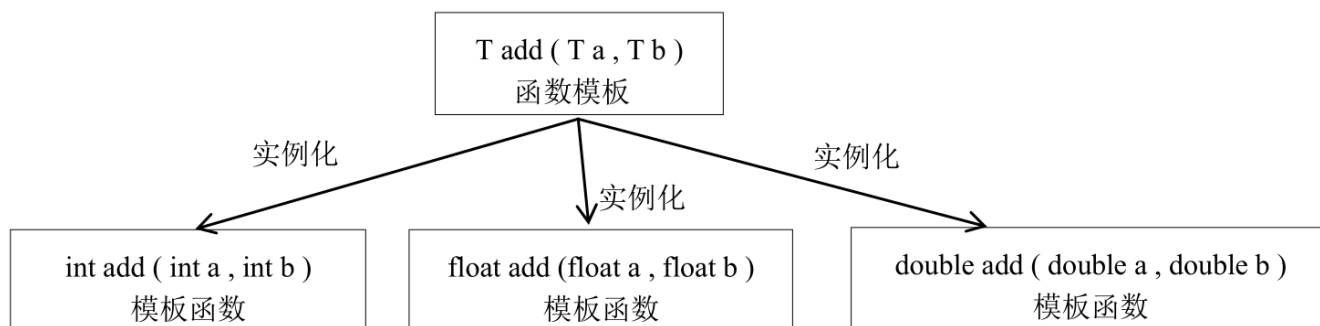 T add ( T a , T b )
函数模板
实例化
实例化
实例化
int add ( int a , int b )
模板函数
float add (float a , float b )
模板函数
double add ( double a , double b )
模板函数